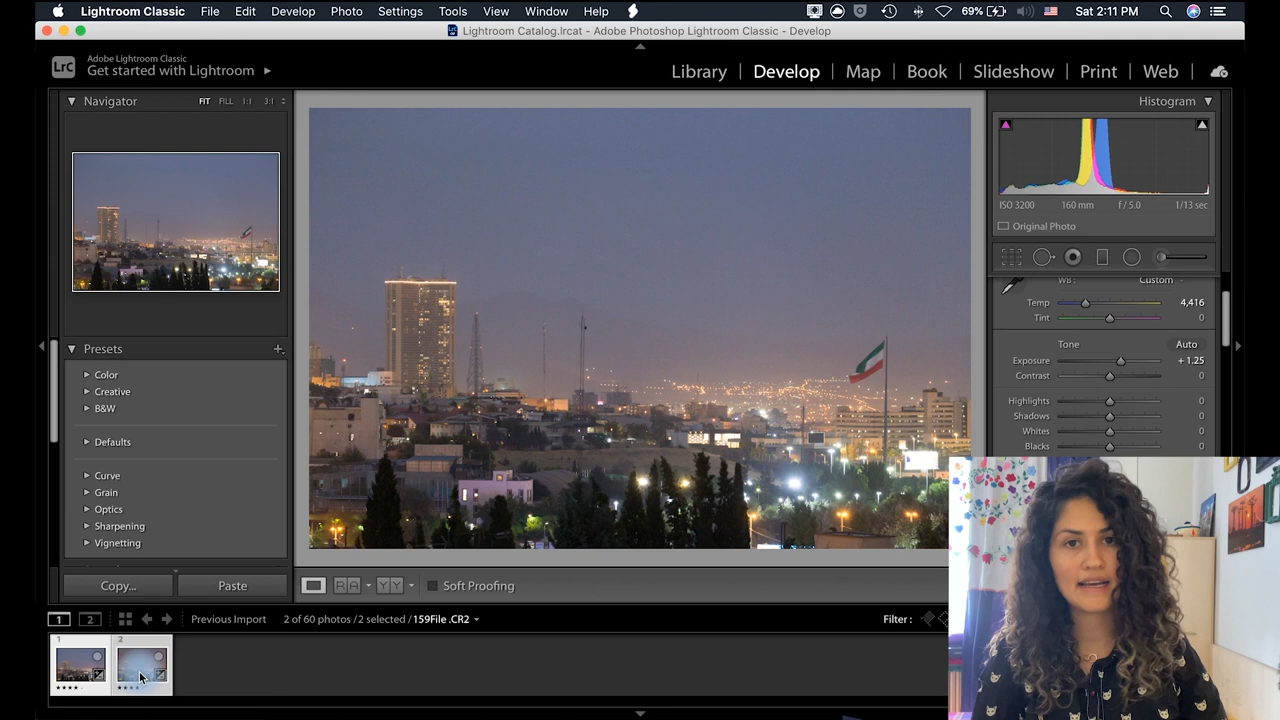 Lightroom Classic File Edit Develop Photo Settings Tools View Window Help 69% Sat 2:11 PM
Lightroom Catalog.lrcat - Adobe Photoshop Lightroom Classic - Develop
LrC
Adobe Lightroom Classic
Get started with Lightroom
Library | Develop | Map | Book | Slideshow | Print | Web
Navigator FIT FILL 1:1 3:1
Histogram
ISO 3200 160 mm f / 5.0 1/13 sec
Original Photo
WB: Custom
Temp 4,416
Tint 0
Tone Auto
Exposure + 1.25
Contrast 0
Highlights 0
Shadows 0
Whites 0
Blacks 0
Presets
Color
Creative
B&W
Defaults
Curve
Grain
Optics
Sharpening
Vignetting
Copy... Paste
R A Y Y Soft Proofing
1 2 Previous Import 2 of 60 photos /2 selected /159File .CR2 Filter :
1 2